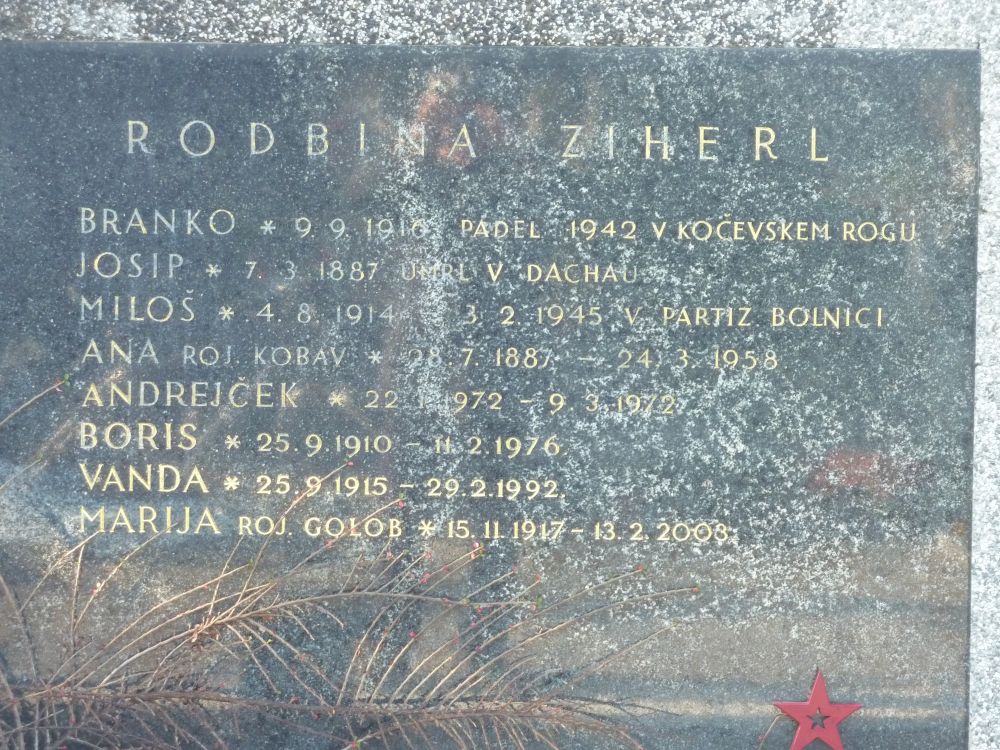 RODBINA ZIHERL
BRANKO * 9. 9. 1916 PADEL 1942 V KOČEVSKEM ROGU
JOSIP * 7. 3. 1887 UMRL V DACHAU
MILOŠ * 4. 8. 1914 3. 2. 1945 V PARTIZ BOLNICI
ANA ROJ. KOBAV * 28. 7. 1887 – 24. 3. 1958
ANDREJČEK * 22. 1. 1972 – 9. 3. 1972
BORIS * 25. 9. 1910 – 11. 2. 1976.
VANDA * 25. 9. 1915 – 29. 2. 1992.
MARIJA ROJ. GOLOB * 15. 11. 1917 – 13. 2. 2008.